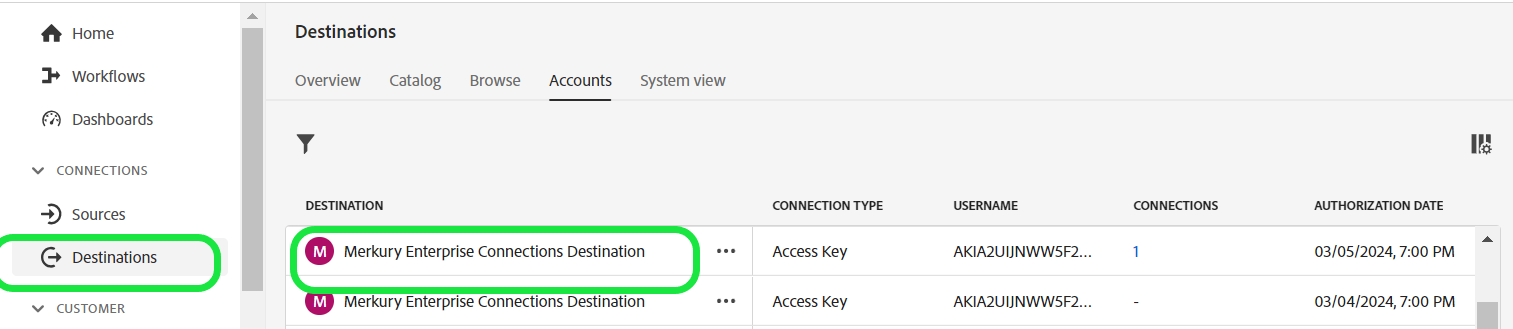 Home
Workflows
Dashboards
CONNECTIONS
Sources
Destinations
CUSTOMER
Destinations
Overview Catalog Browse Accounts System view
DESTINATION CONNECTION TYPE USERNAME CONNECTIONS AUTHORIZATION DATE
M Merkury Enterprise Connections Destination ••• Access Key AKIA2UIJNWW5F2... 1 03/05/2024, 7:00 PM
M Merkury Enterprise Connections Destination ••• Access Key AKIA2UIJNWW5F2... - 03/04/2024, 7:00 PM